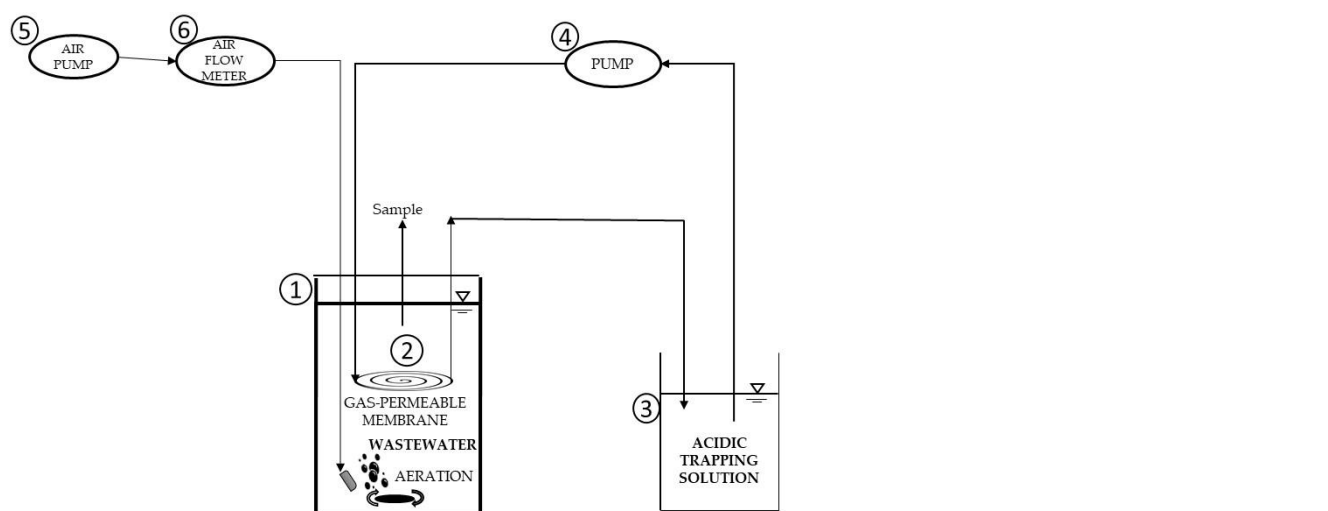 5
AIR
PUMP
6
AIR
FLOW
METER
4
PUMP
Sample
1
2
GAS-PERMEABLE
MEMBRANE
WASTEWATER
AERATION
3
ACIDIC
TRAPPING
SOLUTION